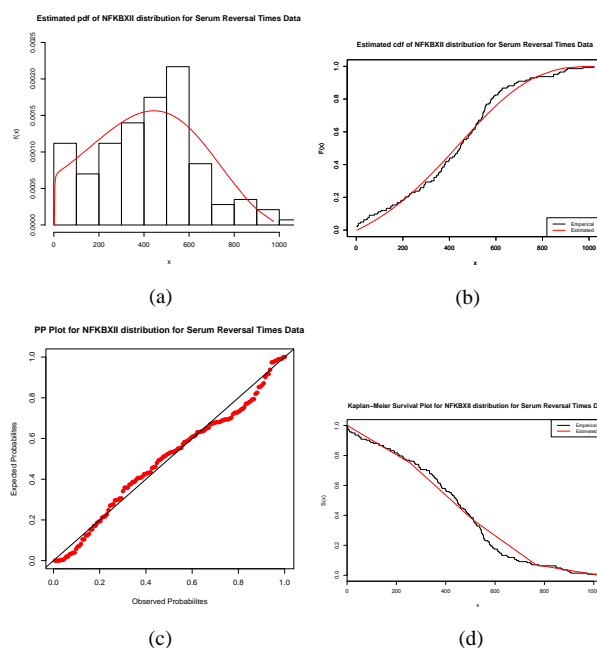 Estimated pdf of NFKBXII distribution for Serum Reversal Times Data
f(x)
0.0025
0.0020
0.0015
0.0010
0.0005
0.0000
0 200 400 600 800 1000
x
(a)
Estimated cdf of NFKBXII distribution for Serum Reversal Times Data
F(x)
1.0
0.8
0.6
0.4
0.2
0.0
Emperical
Estimated
0 200 400 600 800 1000
x
(b)
PP Plot for NFKBXII distribution for Serum Reversal Times Data
Expected Probabilities
1.0
0.8
0.6
0.4
0.2
0.0
0.0 0.2 0.4 0.6 0.8 1.0
Observed Probabilites
(c)
Kaplan−Meier Survival Plot for NFKBXII distribution for Serum Reversal Times D
S(x)
1.0
0.8
0.6
0.4
0.2
0.0
Emperical
Estimated
0 200 400 600 800 1000
x
(d)